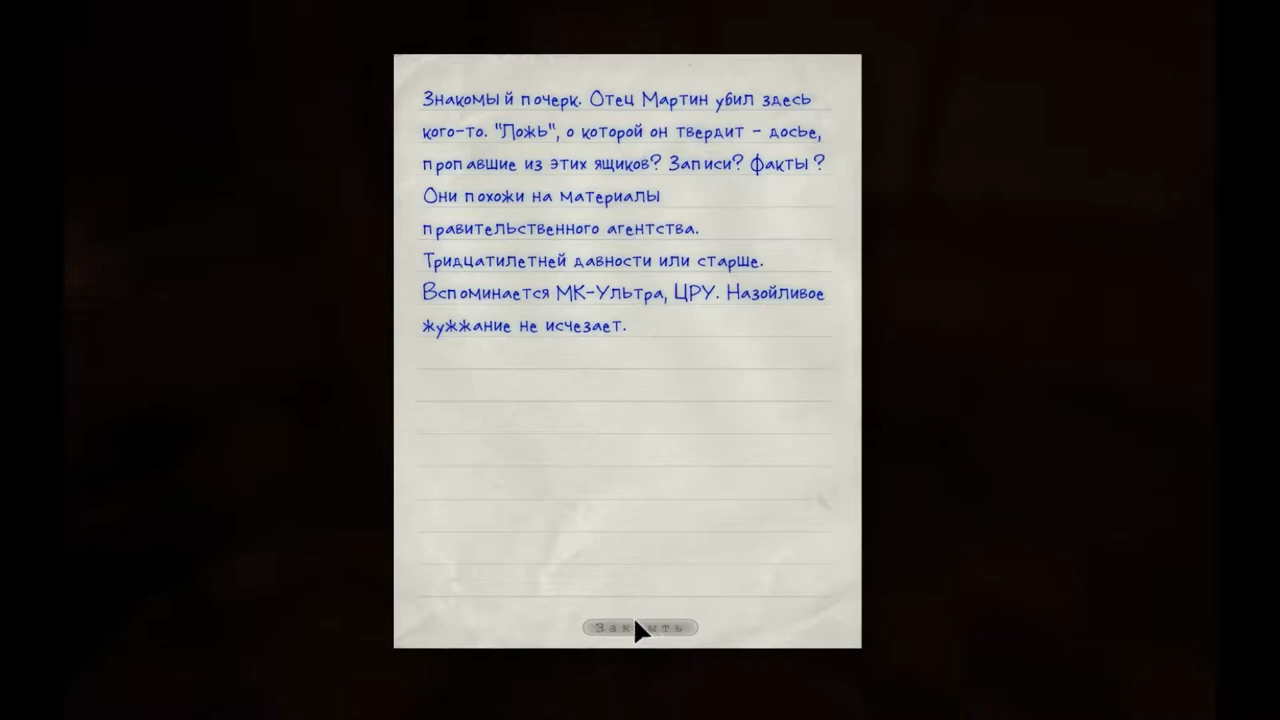 Знакомый почерк. Отец Мартин убил здесь
кого-то. "Ложь", о которой он твердит - досье,
пропавшие из этих ящиков? Записи? Факты?
Они похожи на материалы
правительственного агентства.
Тридцатилетней давности или старше.
Вспоминается МК-Ультра, ЦРУ. Назойливое
жужжание не исчезает.
Закрыть